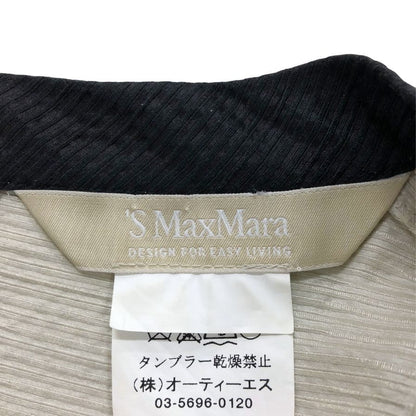 'S MaxMara
DESIGN FOR EASY LIVING
タンブラー乾燥禁止
(株)オーティーエス
03-5696-0120